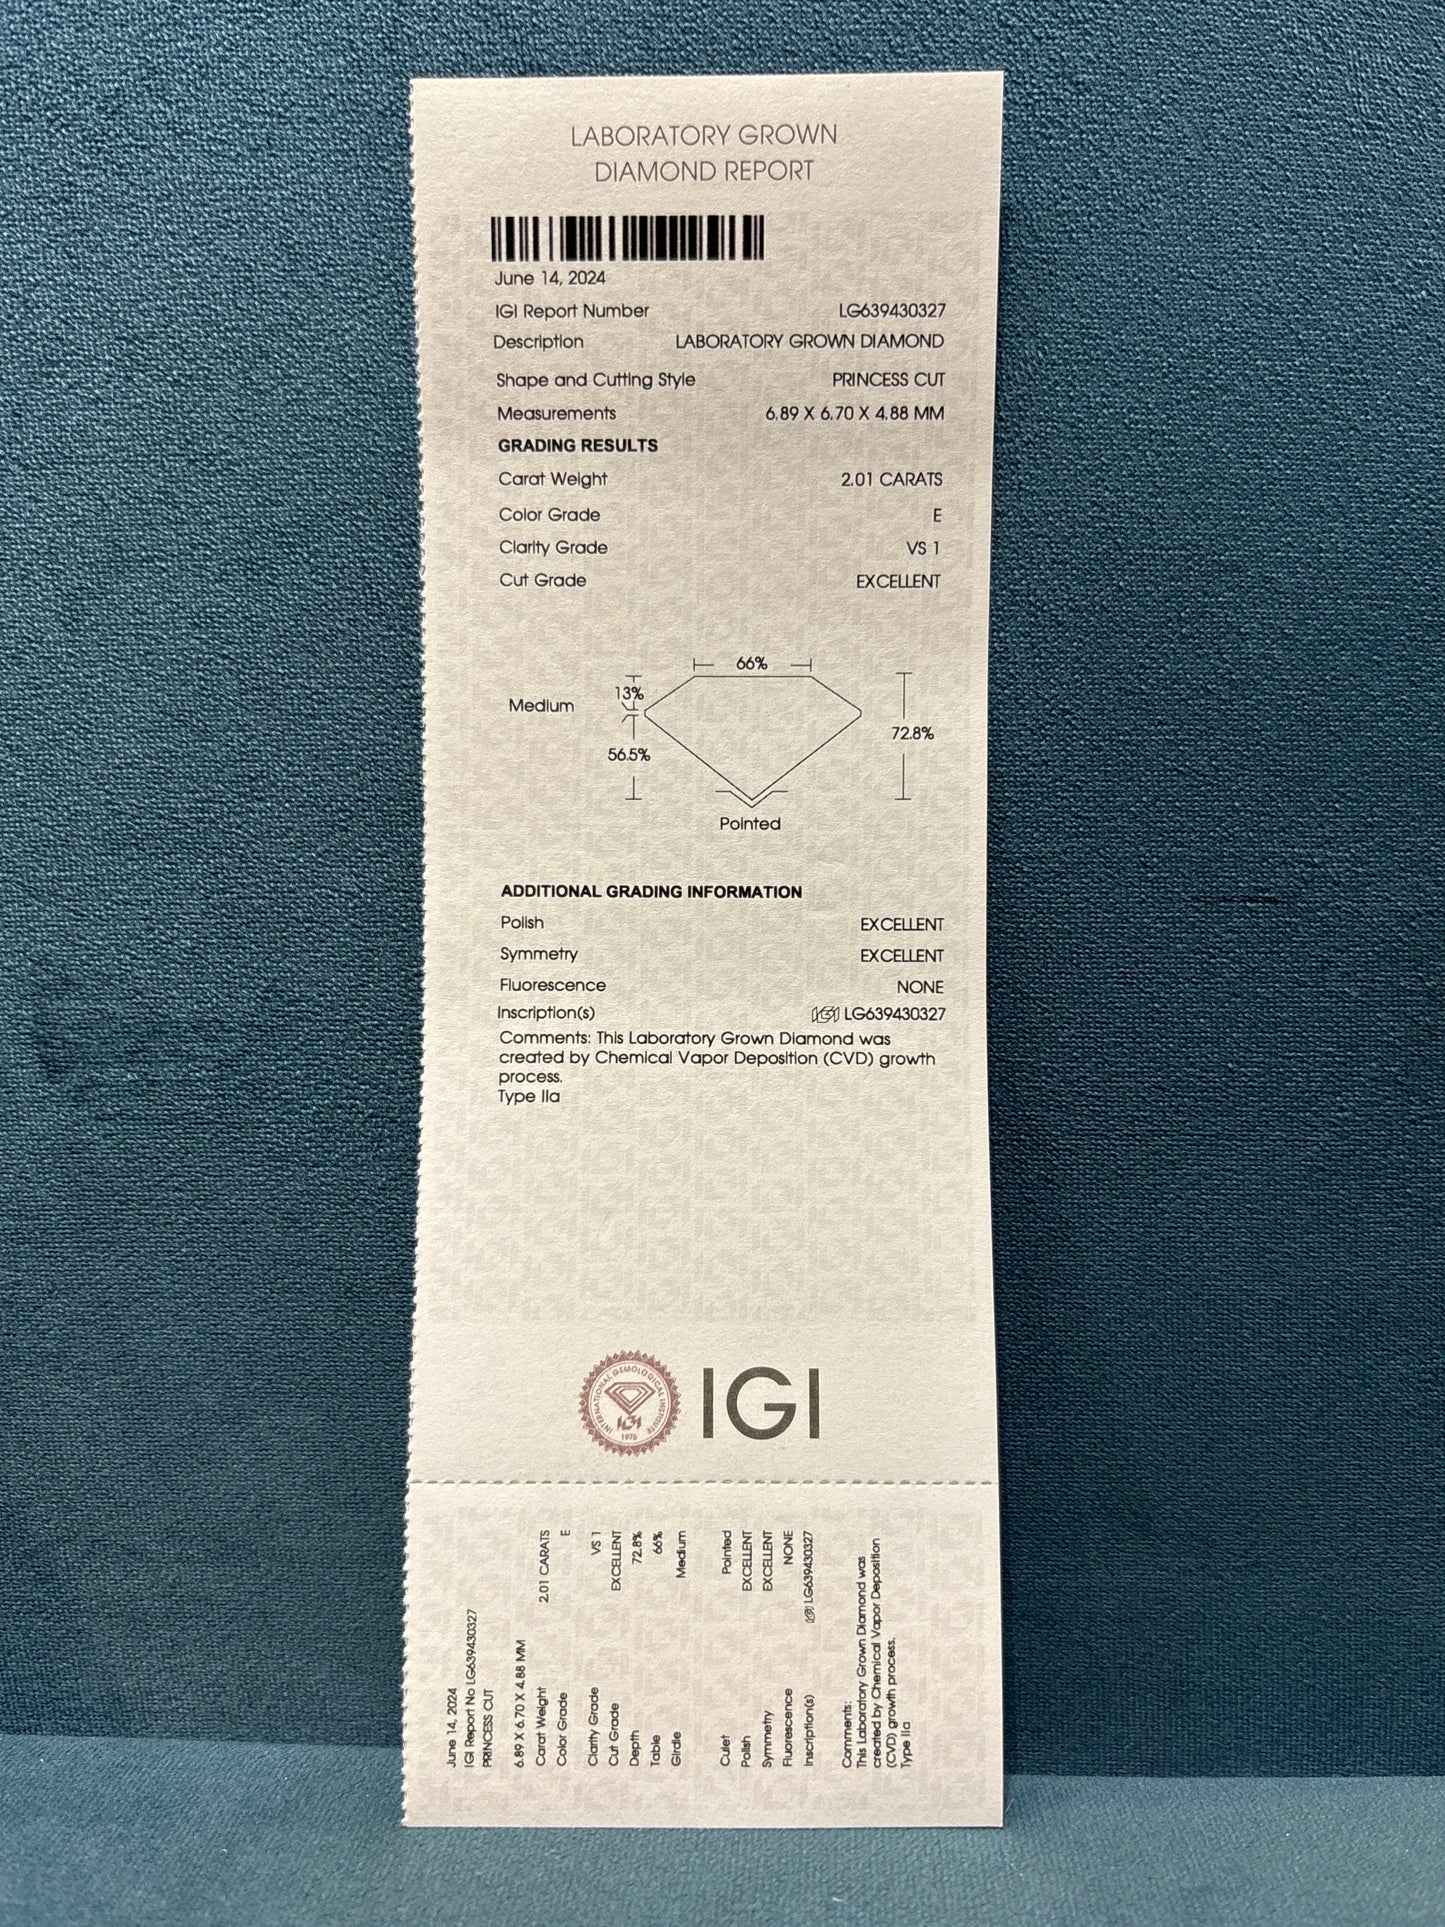 LABORATORY GROWN
DIAMOND REPORT
June 14, 2024
IGI Report Number LG639430327
Description LABORATORY GROWN DIAMOND
Shape and Cutting Style PRINCESS CUT
Measurements 6.89 X 6.70 X 4.88 MM
GRADING RESULTS
Carat Weight 2.01 CARATS
Color Grade E
Clarity Grade VS 1
Cut Grade EXCELLENT
66%
13%
Medium
72.8%
56.5%
Pointed
ADDITIONAL GRADING INFORMATION
Polish EXCELLENT
Symmetry EXCELLENT
Fluorescence NONE
Inscription(s) IGI LG639430327
Comments: This Laboratory Grown Diamond was
created by Chemical Vapor Deposition (CVD) growth
process.
Type IIa
INTERNATIONAL GEMOLOGICAL INSTITUTE
IGI
1975
IGI
June 14, 2024
IGI Report No LG639430327
PRINCESS CUT
6.89 X 6.70 X 4.88 MM
Carat Weight 2.01 CARATS
Color Grade E
Clarity Grade VS 1
Cut Grade EXCELLENT
Depth 72.8%
Table 66%
Girdle Medium
Culet Pointed
Polish EXCELLENT
Symmetry EXCELLENT
Fluorescence NONE
Inscription(s) IGI LG639430327
Comments:
This Laboratory Grown Diamond was
created by Chemical Vapor Deposition
(CVD) growth process.
Type IIa